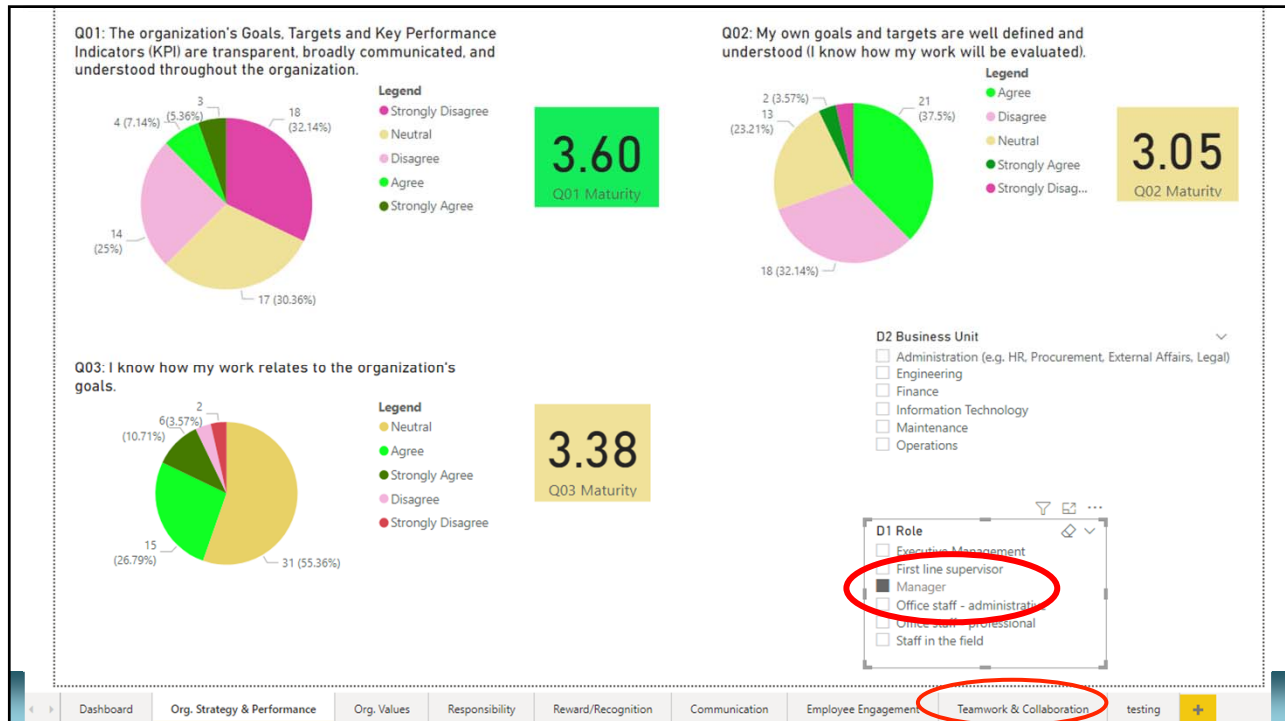 Q01: The organization's Goals, Targets and Key Performance
Indicators (KPI) are transparent, broadly communicated, and
understood throughout the organization.
3
4 (7.14%)
(5.36%)
18
(32.14%)
14
(25%)
17 (30.36%)
Legend
Strongly Disagree
Neutral
Disagree
Agree
Strongly Agree
3.60
Q01 Maturity
Q02: My own goals and targets are well defined and
understood (I know how my work will be evaluated).
2 (3.57%)
13
(23.21%)
21
(37.5%)
18 (32.14%)
Legend
Agree
Disagree
Neutral
Strongly Agree
Strongly Disag...
3.05
Q02 Maturity
Q03: I know how my work relates to the organization's
goals.
2
6(3.57%)
(10.71%)
15
(26.79%)
31 (55.36%)
Legend
Neutral
Agree
Strongly Agree
Disagree
Strongly Disagree
3.38
Q03 Maturity
D2 Business Unit
Administration (e.g. HR, Procurement, External Affairs, Legal)
Engineering
Finance
Information Technology
Maintenance
Operations
D1 Role
Executive Management
First line supervisor
Manager
Office staff - administrative
Office staff - professional
Staff in the field
Dashboard
Org. Strategy & Performance
Org. Values
Responsibility
Reward/Recognition
Communication
Employee Engagement
Teamwork & Collaboration
testing